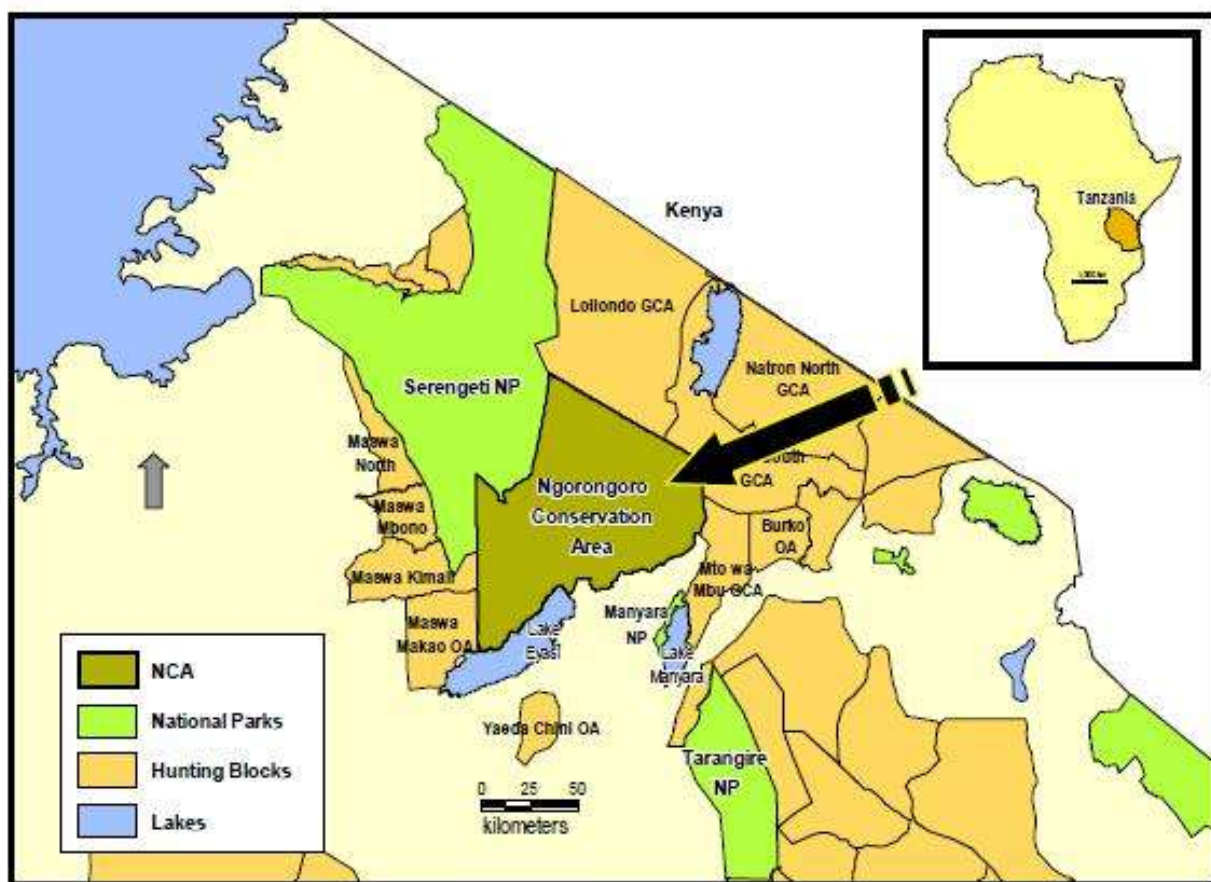 Tanzania
Kenya
Loliondo GCA
Natron North
GCA
Serengeti NP
GCA
Maswa
North
Ngorongoro
Conservation
Area
Maswa
Mbono
Burko
OA
Maswa Kimali
Mto wa
Mbu GCA
Maswa
Makao OA
Lake
Eyasi
Manyara
NP
Lake
Manyara
Yaeda Chini OA
Tarangire
NP
0 25 50
kilometers
NCA
National Parks
Hunting Blocks
Lakes